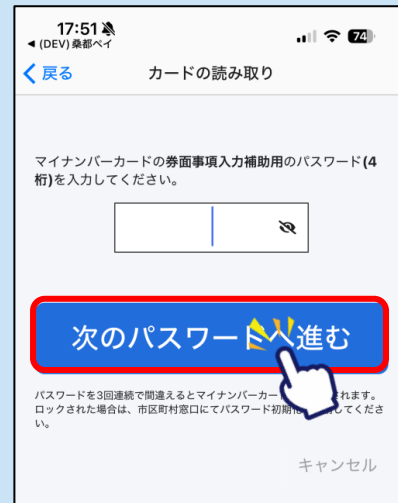 17:51
◀ (DEV) 桑都ペイ
74
戻る
カードの読み取り
マイナンバーカードの券面事項入力補助用のパスワード(4
桁)を入力してください。
次のパスワードへ進む
パスワードを3回連続で間違えるとマイナンバーカー されます。
ロックされた場合は、市区町村窓口にてパスワード初期 してくださ
い。
キャンセル